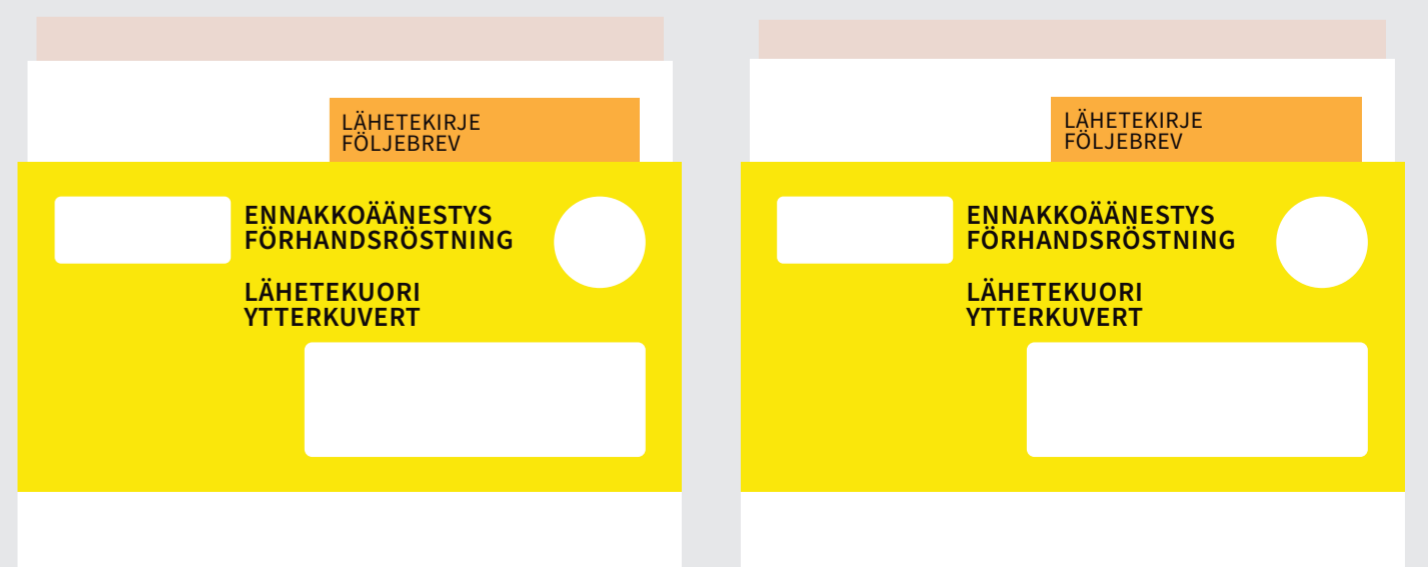 LÄHETEKIRJE
FÖLJEBREV
ENNAKKOÄÄNESTYS
FÖRHANDSRÖSTNING
LÄHETEKUORI
YTTERKUVERT
LÄHETEKIRJE
FÖLJEBREV
ENNAKKOÄÄNESTYS
FÖRHANDSRÖSTNING
LÄHETEKUORI
YTTERKUVERT